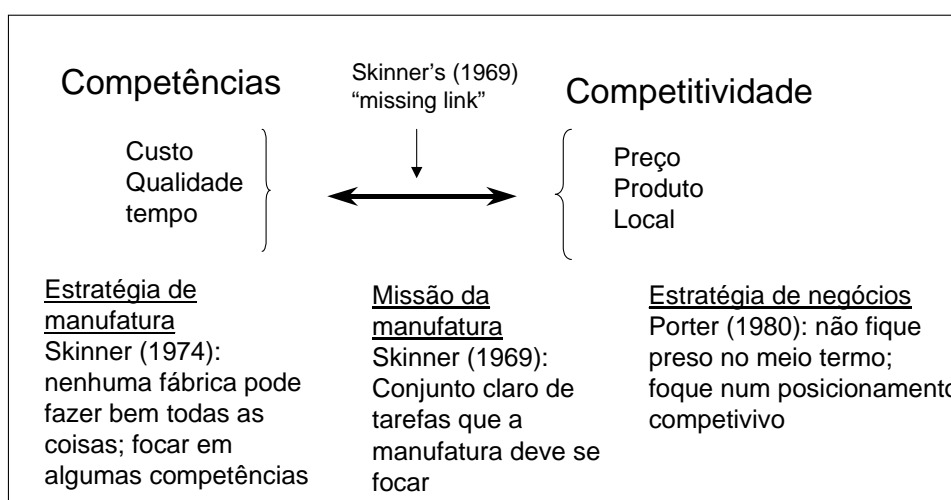 Competências
Skinner's (1969)
“missing link”
Competitividade
Custo
Qualidade
tempo
Preço
Produto
Local
Estratégia de
manufatura
Skinner (1974):
nenhuma fábrica pode
fazer bem todas as
coisas; focar em
algumas competências
Missão da
manufatura
Skinner (1969):
Conjunto claro de
tarefas que a
manufatura deve se
focar
Estratégia de negócios
Porter (1980): não fique
preso no meio termo;
foque num posicionamento
competivivo